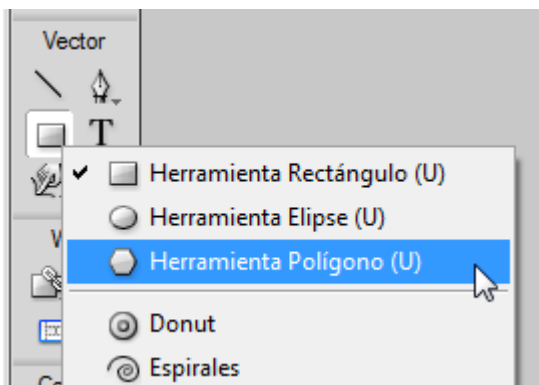 Vector
T
Herramienta Rectángulo (U)
Herramienta Elipse (U)
Herramienta Polígono (U)
Donut
Espirales